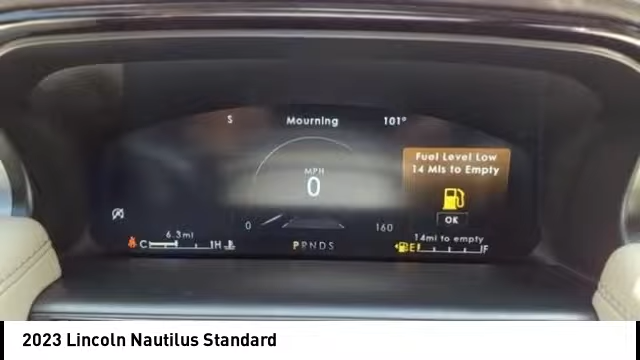 S Mourning 101°
Fuel Level Low
14 Mls to Empty
MPH
0
OK
0 160
6.3mi 14mi to empty
C H PRNDS E F
2023 Lincoln Nautilus Standard